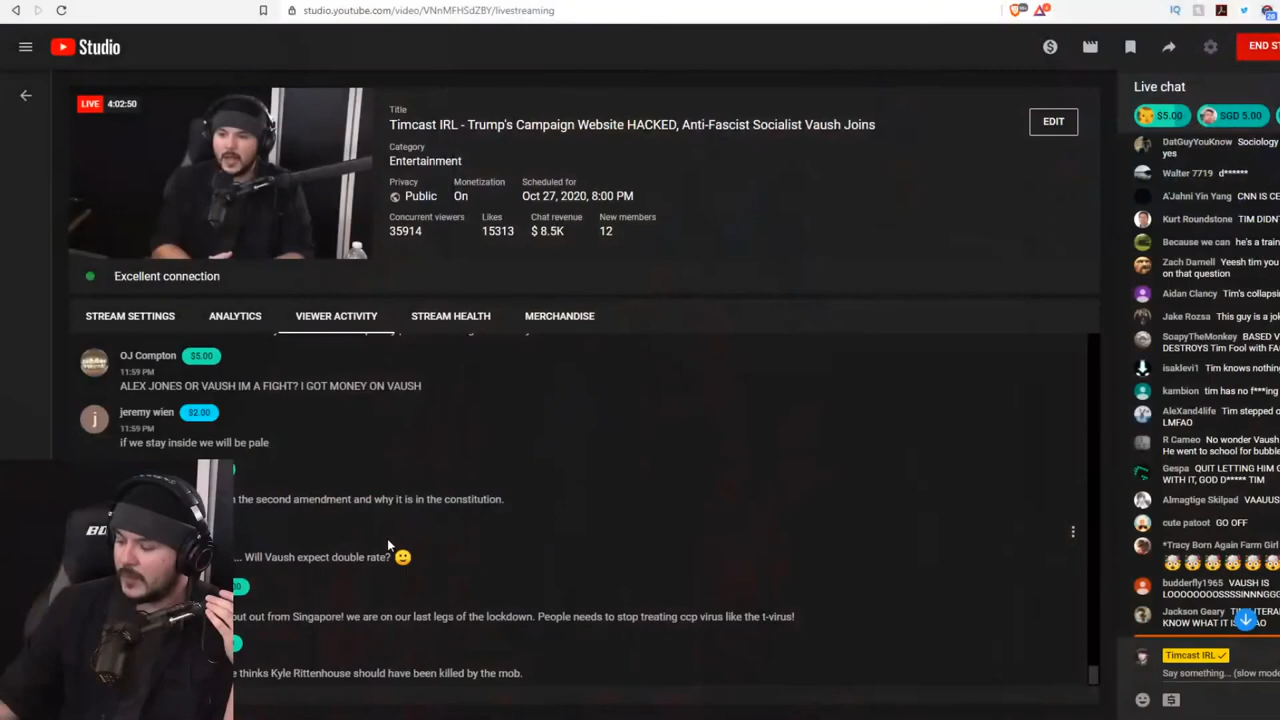 studio.youtube.com/video/VNnMFHSdZBY/livestreaming
Studio
END ST
LIVE 4:02:50
Title
Timcast IRL - Trump's Campaign Website HACKED, Anti-Fascist Socialist Vaush Joins
EDIT
Category
Entertainment
Privacy Monetization Scheduled for
Public On Oct 27, 2020, 8:00 PM
Concurrent viewers Likes Chat revenue New members
35914 15313 $ 8.5K 12
Excellent connection
STREAM SETTINGS ANALYTICS VIEWER ACTIVITY STREAM HEALTH MERCHANDISE
OJ Compton $5.00
11:59 PM
ALEX JONES OR VAUSH IM A FIGHT? I GOT MONEY ON VAUSH
jeremy wien $2.00
11:59 PM
if we stay inside we will be pale
the second amendment and why it is in the constitution.
... Will Vaush expect double rate? 🙂
out from Singapore! we are on our last legs of the lockdown. People needs to stop treating ccp virus like the t-virus!
thinks Kyle Rittenhouse should have been killed by the mob.
Live chat
$5.00 SGD 5.00
DatGuyYouKnow Sociology
yes
Walter 7719 d******
A'Jahni Yin Yang CNN IS CE
Kurt Roundstone TIM DIDN'
Because we can he's a train
Zach Darnell Yeesh tim you
on that question
Aidan Clancy Tim's collapsi
Jake Rozsa This guy is a jok
SoapyTheMonkey BASED V
DESTROYS Tim Fool with FA
isaklevi1 Tim knows nothing
kambion tim has no f***ing
AleXand4life Tim stepped o
LMFAO
R Cameo No wonder Vaush
He went to school for bubbl
Gespa QUIT LETTING HIM G
WITH IT, GOD D***** TIM
Almagtige Skilpad VAAUUS
cute patoot GO OFF
*Tracy Born Again Farm Girl
🤯🤯🤯🤯🤯🤯
budderfly1965 VAUSH IS
LOOOOOOOSSSSINNNGG
Jackson Geary
KNOW WHAT IT IS
Timcast IRL
Say something... (slow mode